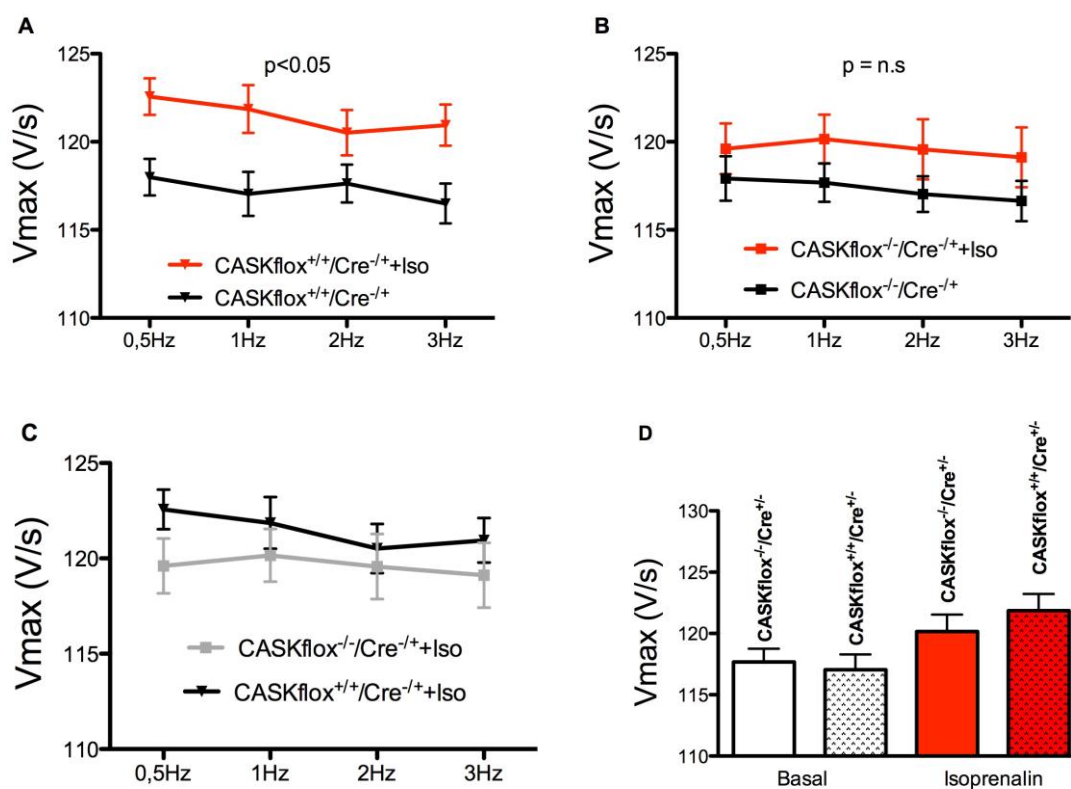 A
Vmax (V/s)
125
120
115
110
p<0.05
CASKflox+/+/Cre-/++Iso
CASKflox+/+/Cre-/+
0,5Hz 1Hz 2Hz 3Hz
B
Vmax (V/s)
125
120
115
110
p = n.s
CASKflox-/-/Cre-/++Iso
CASKflox-/-/Cre-/+
0,5Hz 1Hz 2Hz 3Hz
C
Vmax (V/s)
125
120
115
110
CASKflox-/-/Cre-/++Iso
CASKflox+/+/Cre-/++Iso
0,5Hz 1Hz 2Hz 3Hz
D
Vmax (V/s)
130
125
120
115
110
CASKflox-/-/Cre+/-
CASKflox+/+/Cre+/-
CASKflox-/-/Cre+/-
CASKflox+/+/Cre+/-
Basal Isoprenalin